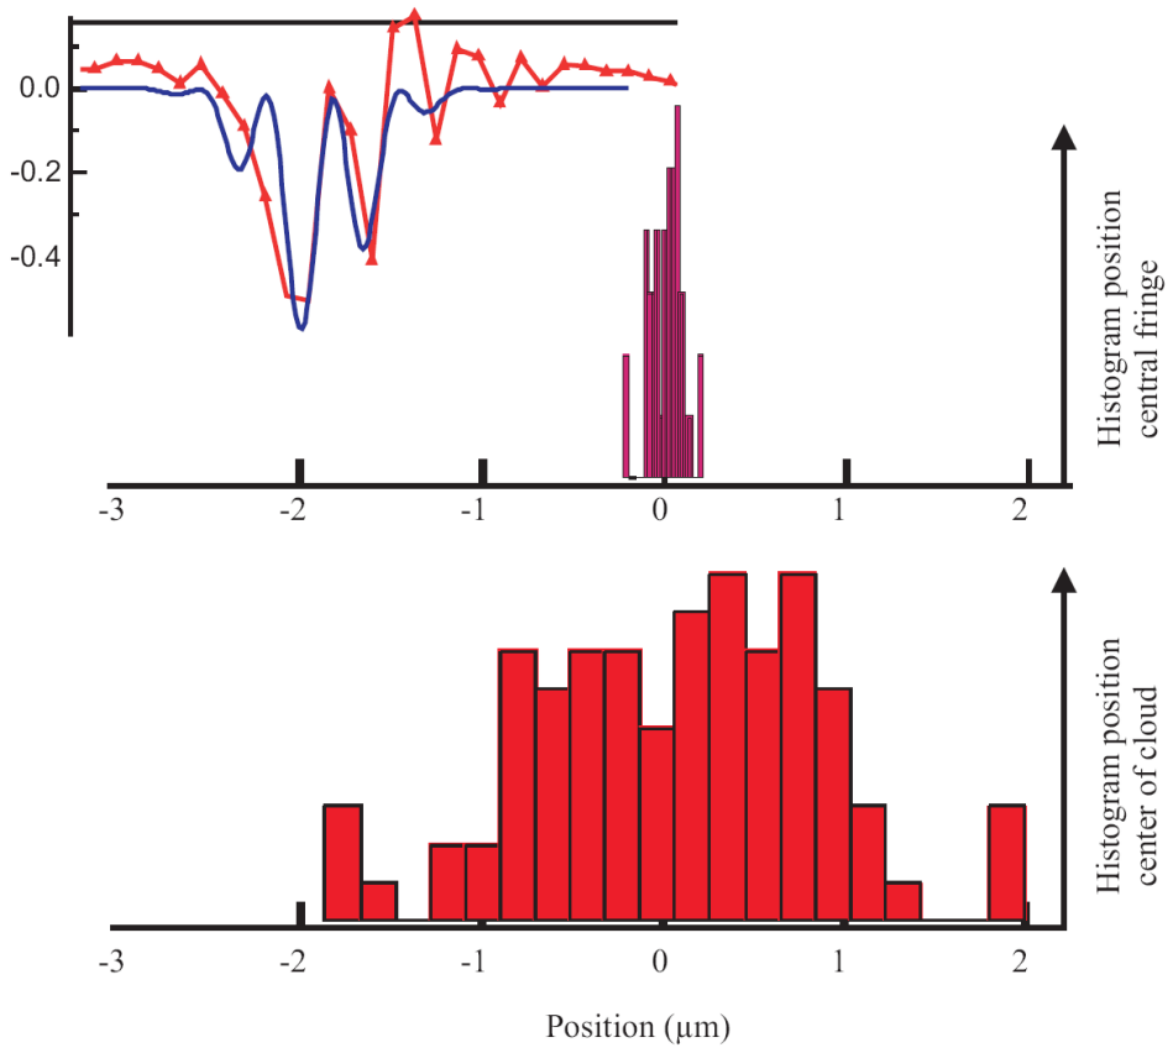 0.0
-0.2
-0.4
Histogram position
central fringe
-3 -2 -1 0 1 2
Histogram position
center of cloud
-3 -2 -1 0 1 2
Position (μm)